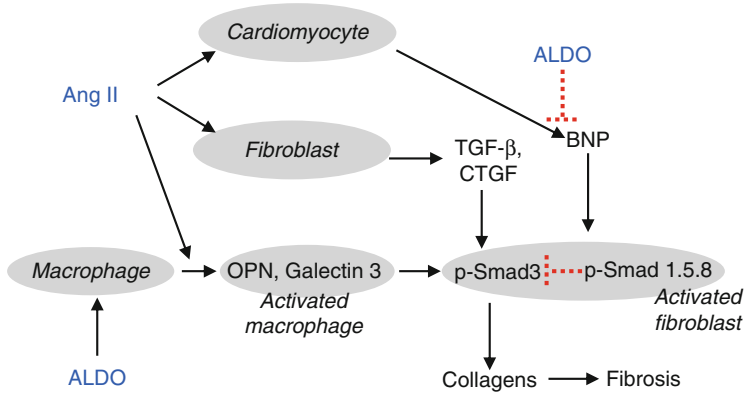 Cardiomyocyte
ALDO
Ang II
BNP
Fibroblast
TGF-β,
CTGF
Macrophage
OPN, Galectin 3
p-Smad3
p-Smad 1.5.8
Activated
macrophage
Activated
fibroblast
ALDO
Collagens
Fibrosis